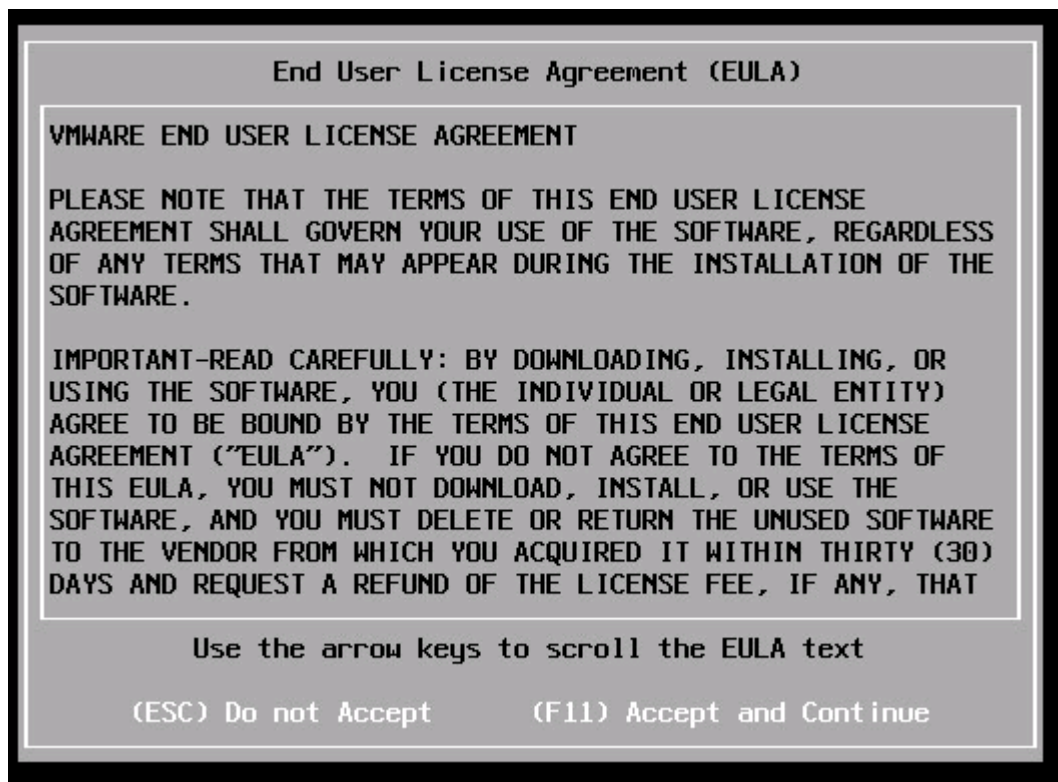 End User License Agreement (EULA)
VMWARE END USER LICENSE AGREEMENT
PLEASE NOTE THAT THE TERMS OF THIS END USER LICENSE
AGREEMENT SHALL GOVERN YOUR USE OF THE SOFTWARE, REGARDLESS
OF ANY TERMS THAT MAY APPEAR DURING THE INSTALLATION OF THE
SOFTWARE.
IMPORTANT-READ CAREFULLY: BY DOWNLOADING, INSTALLING, OR
USING THE SOFTWARE, YOU (THE INDIVIDUAL OR LEGAL ENTITY)
AGREE TO BE BOUND BY THE TERMS OF THIS END USER LICENSE
AGREEMENT ("EULA").  IF YOU DO NOT AGREE TO THE TERMS OF
THIS EULA, YOU MUST NOT DOWNLOAD, INSTALL, OR USE THE
SOFTWARE, AND YOU MUST DELETE OR RETURN THE UNUSED SOFTWARE
TO THE VENDOR FROM WHICH YOU ACQUIRED IT WITHIN THIRTY (30)
DAYS AND REQUEST A REFUND OF THE LICENSE FEE, IF ANY, THAT
Use the arrow keys to scroll the EULA text
(ESC) Do not Accept (F11) Accept and Continue